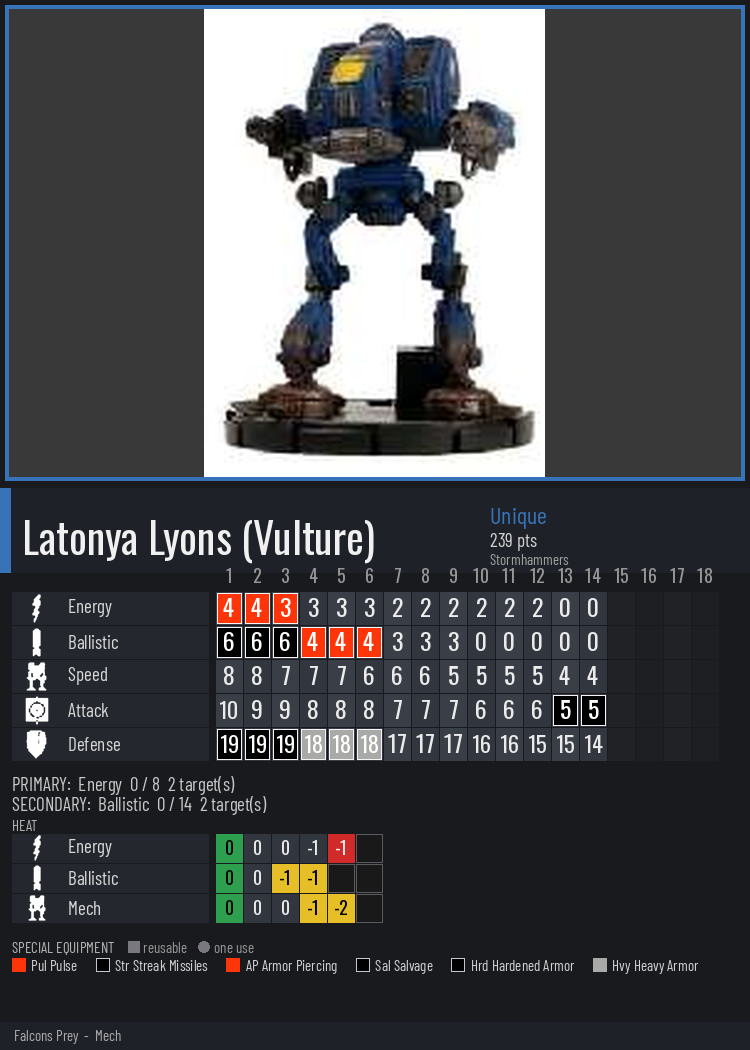 Latonya Lyons (Vulture)
Unique
239 pts
Stormhammers
1 2 3 4 5 6 7 8 9 10 11 12 13 14 15 16 17 18
Energy 4 4 3 3 3 3 2 2 2 2 2 2 0 0
Ballistic 6 6 6 4 4 4 3 3 3 0 0 0 0 0
Speed 8 8 7 7 7 6 6 6 5 5 5 5 4 4
Attack 10 9 9 8 8 8 7 7 7 6 6 6 5 5
Defense 19 19 19 18 18 18 17 17 17 16 16 15 15 14
PRIMARY: Energy 0 / 8 2 target(s)
SECONDARY: Ballistic 0 / 14 2 target(s)
HEAT
Energy 0 0 0 -1 -1
Ballistic 0 0 -1 -1
Mech 0 0 0 -1 -2
SPECIAL EQUIPMENT reusable one use
Pul Pulse Str Streak Missiles AP Armor Piercing Sal Salvage Hrd Hardened Armor Hvy Heavy Armor
Falcons Prey - Mech